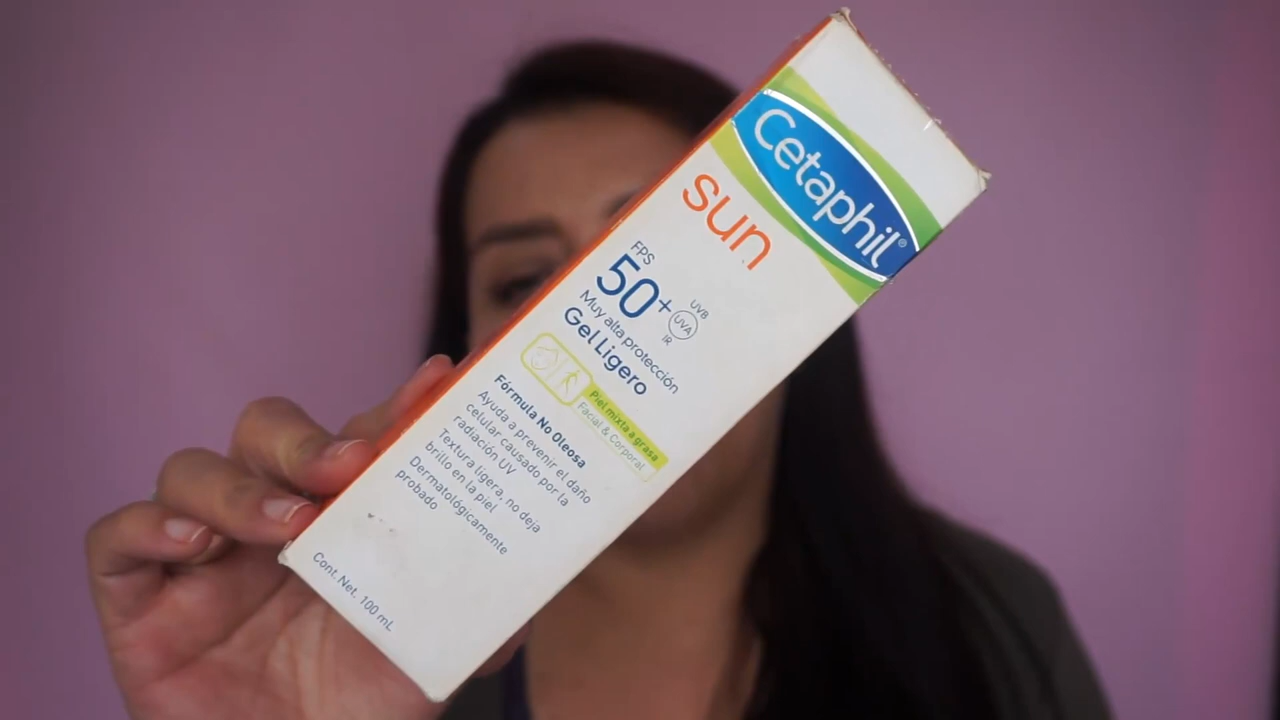 Cetaphil®
sun
FPS
50+
UVB
UVA
IR
Muy alta protección
Gel Ligero
Piel mixta a grasa
Facial & Corporal
Fórmula No Oleosa
Ayuda a prevenir el daño
celular causado por la
radiación UV
Textura ligera, no deja
brillo en la piel
Dermatológicamente
probado
Cont. Net. 100 mL